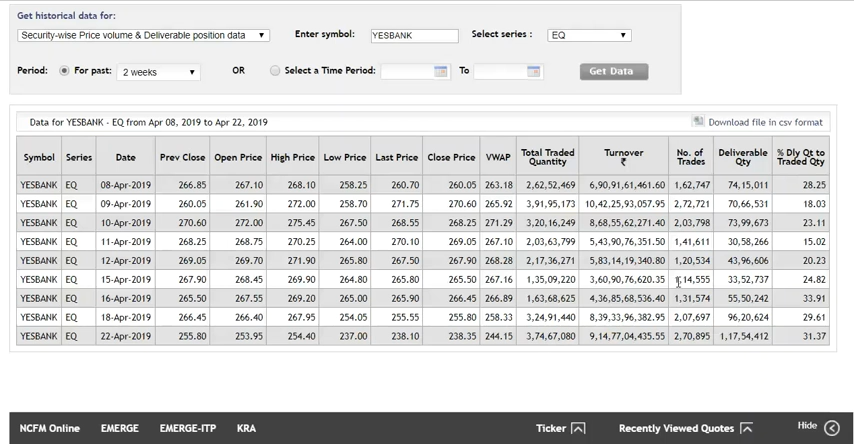 Get historical data for:
Security-wise Price volume & Deliverable position data Enter symbol: YESBANK Select series : EQ
Period: For past: 2 weeks OR Select a Time Period: To Get Data
Data for YESBANK - EQ from Apr 08, 2019 to Apr 22, 2019 Download file in csv format
Symbol Series Date Prev Close Open Price High Price Low Price Last Price Close Price VWAP Total Traded Quantity Turnover ₹ No. of Trades Deliverable Qty % Dly Qt to Traded Qty
YESBANK EQ 08-Apr-2019 266.85 267.10 268.10 258.25 260.70 260.05 263.18 2,62,52,469 6,90,91,61,461.60 1,62,747 74,15,011 28.25
YESBANK EQ 09-Apr-2019 260.05 261.90 272.00 258.70 271.75 270.60 265.92 3,91,95,173 10,42,25,93,057.95 2,72,721 70,66,531 18.03
YESBANK EQ 10-Apr-2019 270.60 272.00 275.45 267.50 268.55 268.25 271.29 3,20,16,249 8,68,55,62,271.40 2,03,798 73,99,673 23.11
YESBANK EQ 11-Apr-2019 268.25 268.75 270.25 264.00 270.10 269.05 267.10 2,03,63,799 5,43,90,76,351.50 1,41,611 30,58,266 15.02
YESBANK EQ 12-Apr-2019 269.05 269.70 271.90 265.80 267.50 267.90 268.28 2,17,36,271 5,83,14,19,340.80 1,20,534 43,96,606 20.23
YESBANK EQ 15-Apr-2019 267.90 268.45 269.90 264.80 265.80 265.50 267.16 1,35,09,220 3,60,90,76,620.35 1,14,555 33,52,737 24.82
YESBANK EQ 16-Apr-2019 265.50 267.55 269.20 265.00 265.90 266.45 266.89 1,63,68,625 4,36,85,68,536.40 1,31,574 55,50,242 33.91
YESBANK EQ 18-Apr-2019 266.45 266.40 267.95 254.05 255.55 255.80 258.33 3,24,91,440 8,39,33,96,382.95 2,07,697 96,20,624 29.61
YESBANK EQ 22-Apr-2019 255.80 253.95 254.40 237.00 238.10 238.35 244.15 3,74,67,080 9,14,77,04,435.55 2,70,895 1,17,54,412 31.37
NCFM Online EMERGE EMERGE-ITP KRA Ticker Recently Viewed Quotes Hide